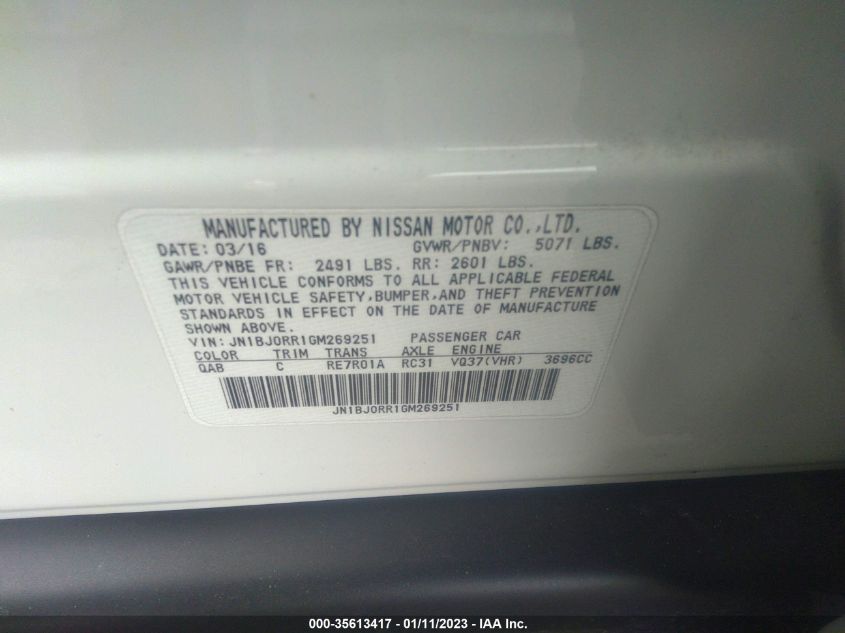 MANUFACTURED BY NISSAN MOTOR CO.,LTD.
DATE: 03/16 GVWR/PNBV: 5071 LBS.
GAWR/PNBE FR: 2491 LBS. RR: 2601 LBS.
THIS VEHICLE CONFORMS TO ALL APPLICABLE FEDERAL
MOTOR VEHICLE SAFETY,BUMPER,AND THEFT PREVENTION
STANDARDS IN EFFECT ON THE DATE OF MANUFACTURE
SHOWN ABOVE.
VIN: JN1BJ0RR1GM269251 PASSENGER CAR
COLOR TRIM TRANS AXLE ENGINE
QAB C RE7R01A RC31 VQ37(VHR) 3696CC
JN1BJ0RR1GM269251
000-35613417 - 01/11/2023 - IAA Inc.